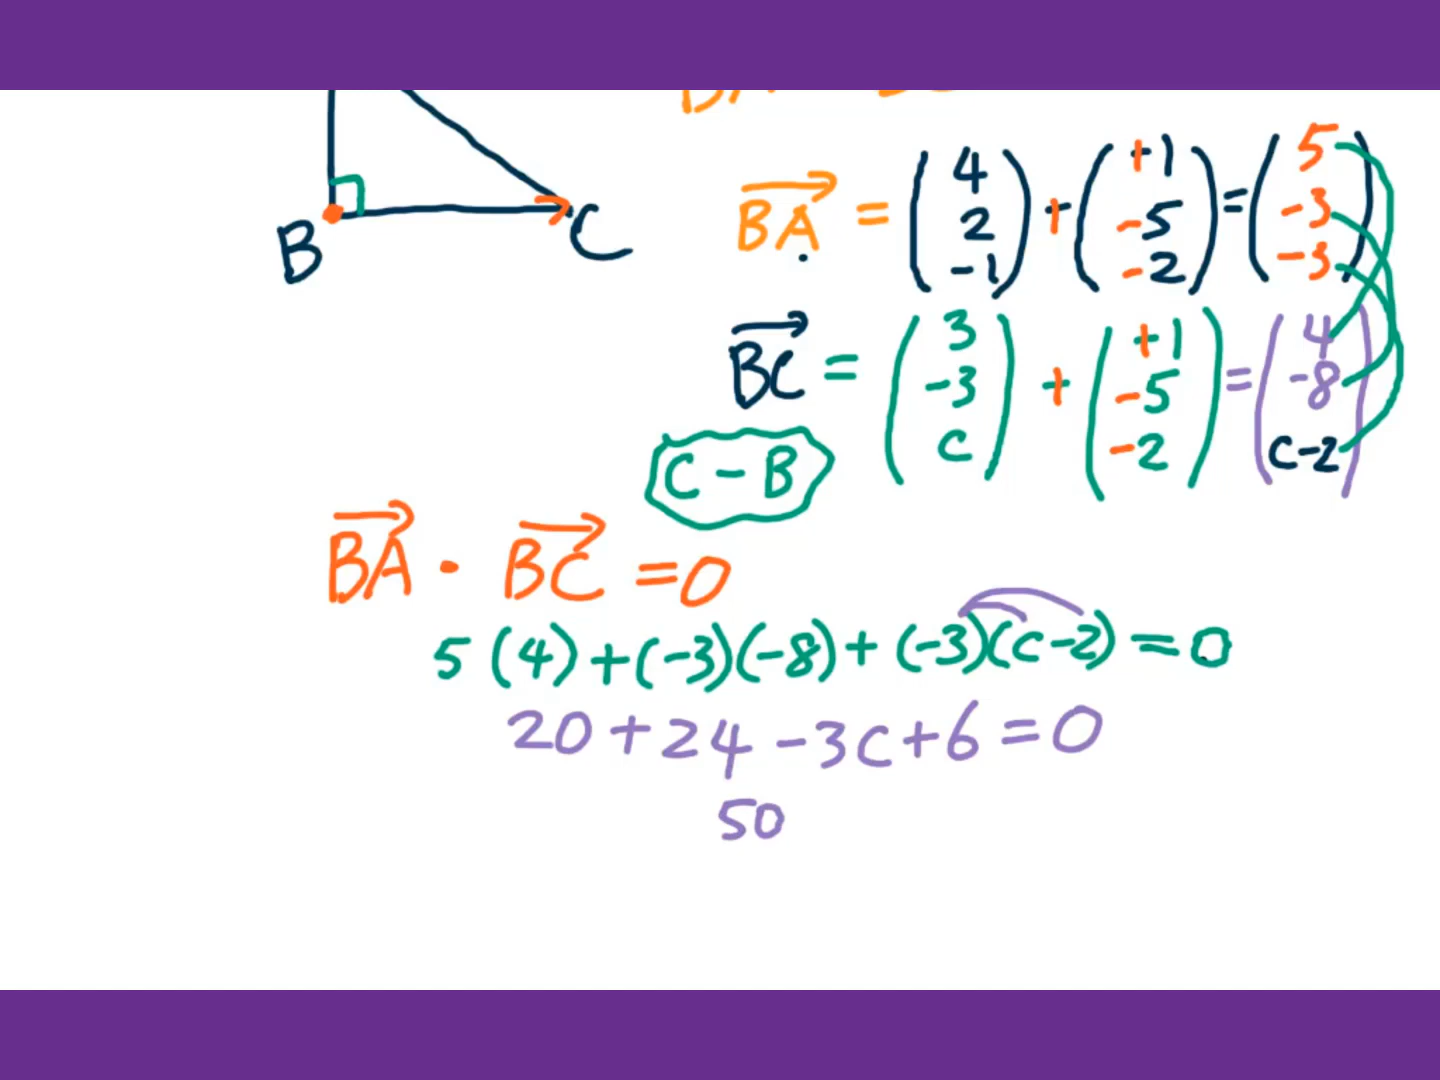 B
C
BA = (4 2 -1) + (+1 -5 -2) = (5 -3 -3)
BC = (3 -3 c) + (+1 -5 -2) = (4 -8 c-2)
C - B
BA · BC = 0
5 (4) + (-3)(-8) + (-3)(c-2) = 0
20 + 24 - 3c + 6 = 0
50